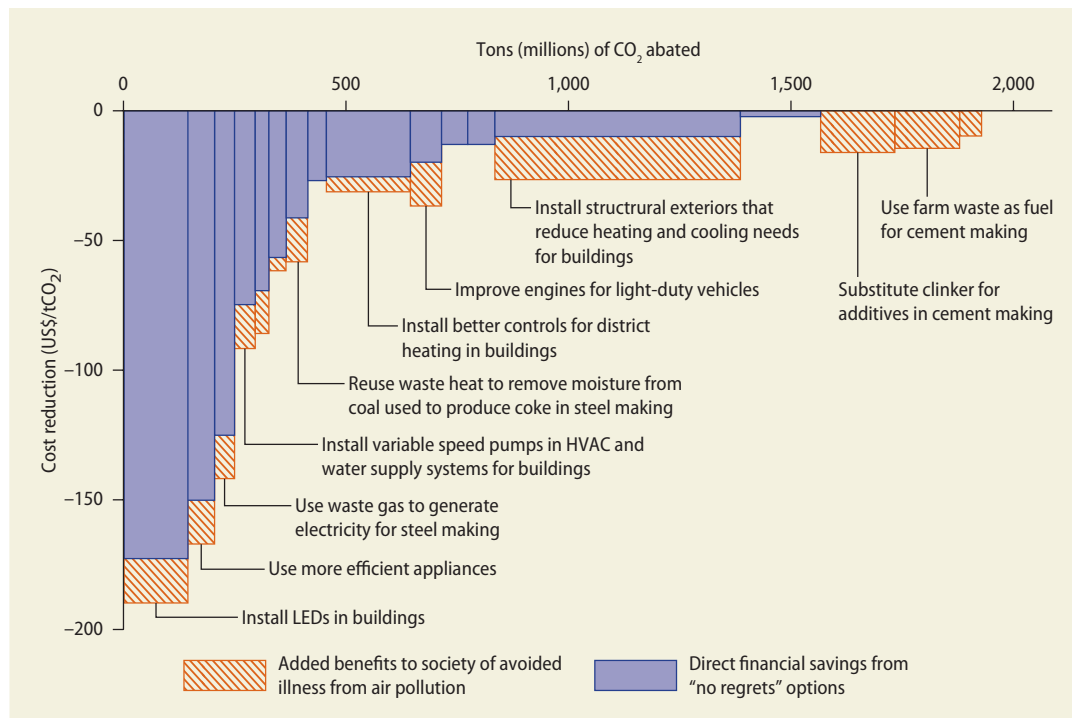 Tons (millions) of CO₂ abated
0
500
1,000
1,500
2,000
0
–50
–100
–150
–200
Cost reduction (US$/tCO₂)
Install structrural exteriors that
reduce heating and cooling needs
for buildings
Use farm waste as fuel
for cement making
Substitute clinker for
additives in cement making
Improve engines for light-duty vehicles
Install better controls for district
heating in buildings
Reuse waste heat to remove moisture from
coal used to produce coke in steel making
Install variable speed pumps in HVAC and
water supply systems for buildings
Use waste gas to generate
electricity for steel making
Use more efficient appliances
Install LEDs in buildings
Added benefits to society of avoided
illness from air pollution
Direct financial savings from
“no regrets” options